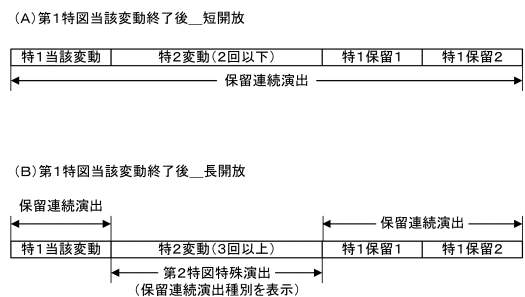 (A)第1特図当該変動終了後__短開放
特1当該変動 特2変動(2回以下) 特1保留1 特1保留2
保留連続演出
(B)第1特図当該変動終了後__長開放
保留連続演出 保留連続演出
特1当該変動 特2変動(3回以上) 特1保留1 特1保留2
第2特図特殊演出
(保留連続演出種別を表示)